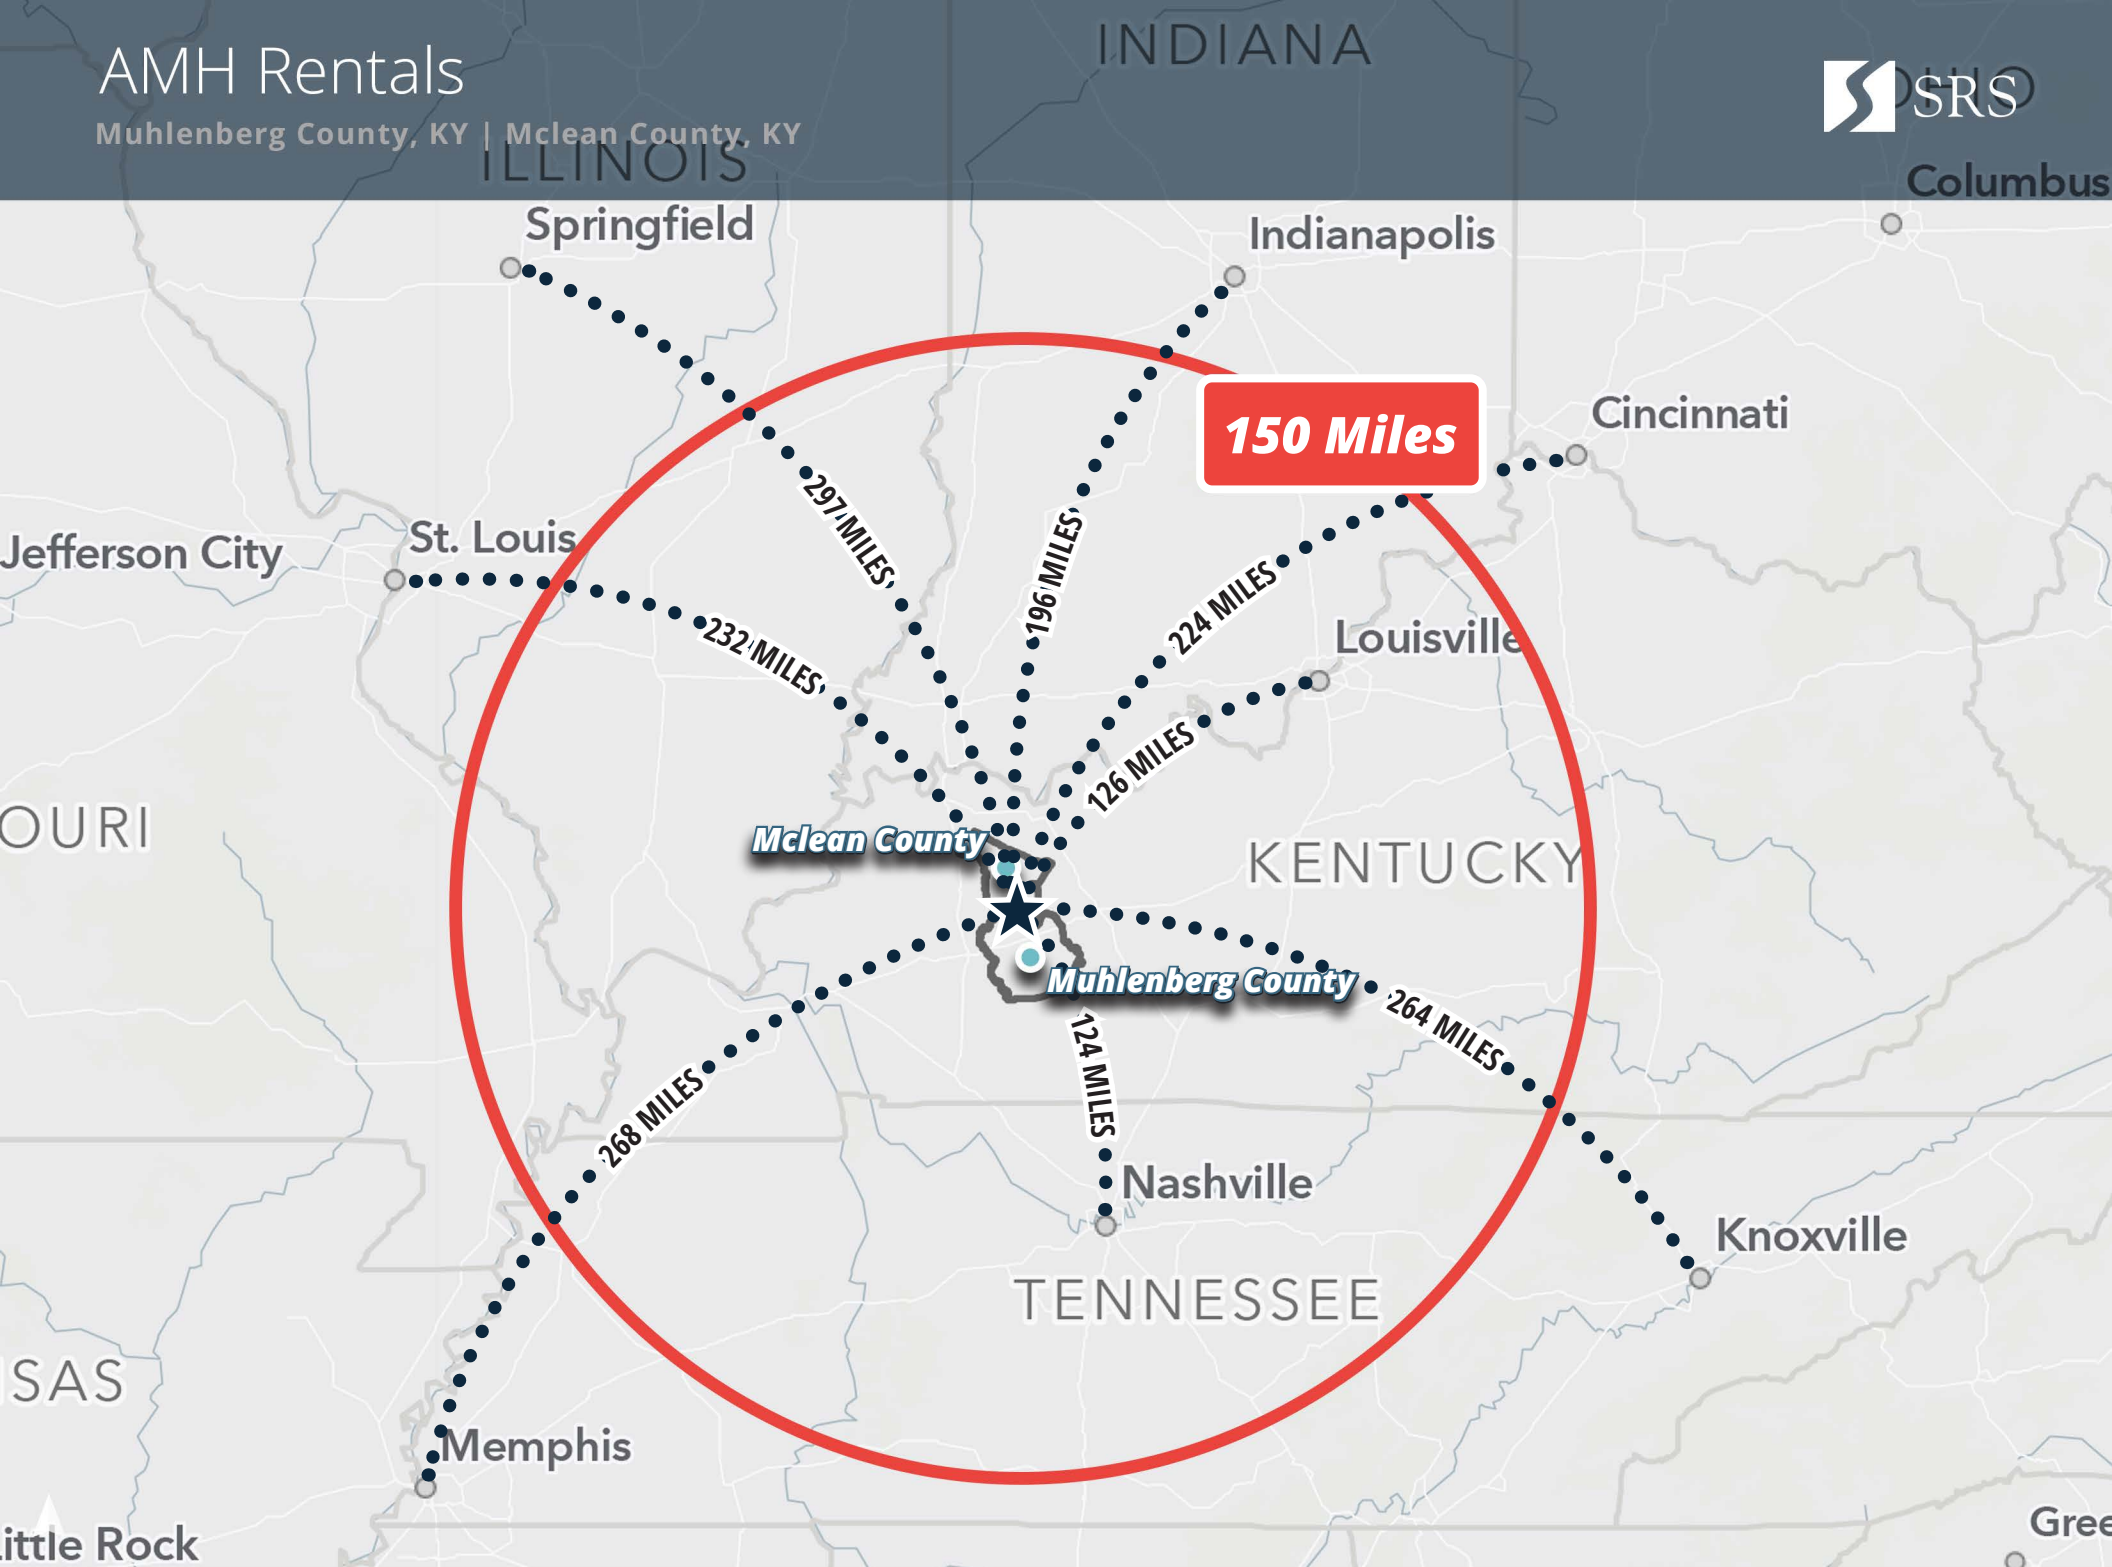 AMH Rentals
Muhlenberg County, KY | Mclean County, KY
INDIANA
OHIO
SRS
ILLINOIS
Columbus
Springfield
Indianapolis
150 Miles
Cincinnati
297 MILES
196 MILES
St. Louis
Jefferson City
224 MILES
Louisville
232 MILES
126 MILES
OURI
Mclean County
KENTUCKY
Muhlenberg County
264 MILES
124 MILES
268 MILES
Nashville
Knoxville
TENNESSEE
SAS
Memphis
Gree
ittle Rock